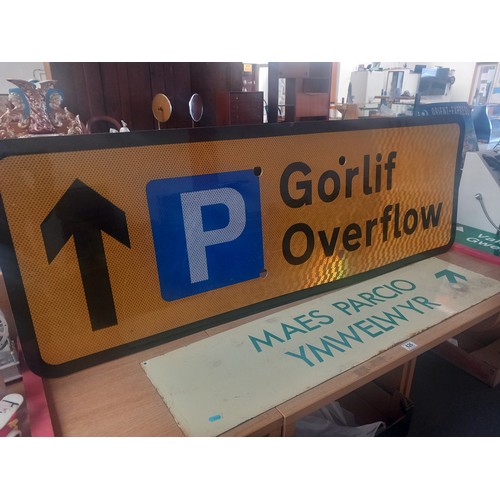 P
Gorlif
Overflow
MAES PARCIO
YMWELWYR